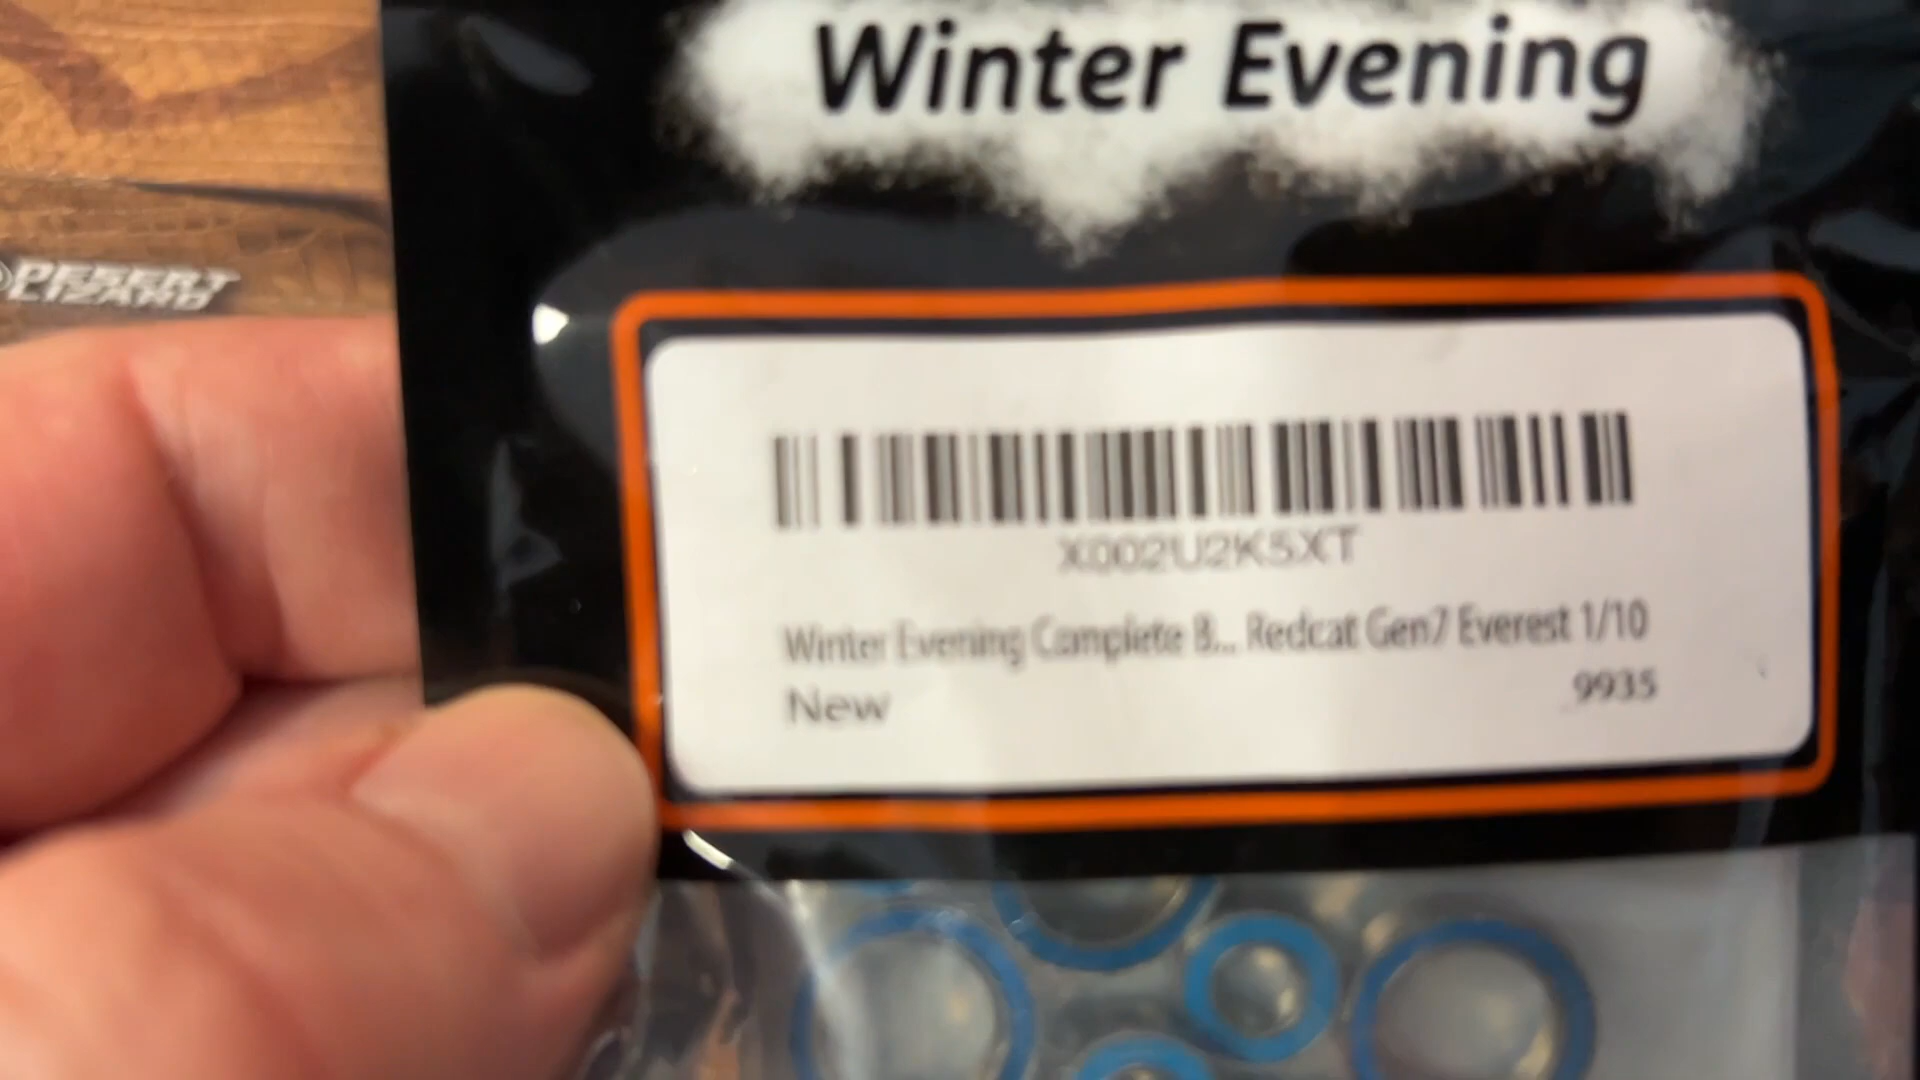 Winter Evening
DESERT
LIZARD
X002U2K5XT
Winter Evening Complete B... Redcat Gen7 Everest 1/10
New
9935